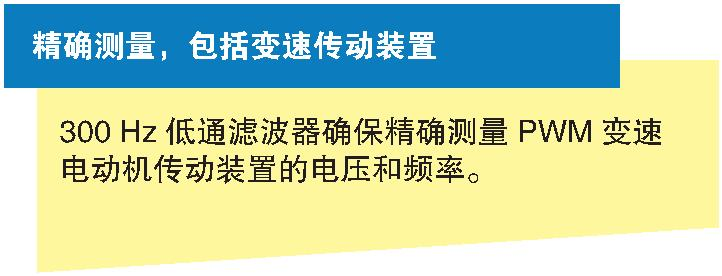 精确测量，包括变速传动装置
300 Hz 低通滤波器确保精确测量 PWM 变速
电动机传动装置的电压和频率。